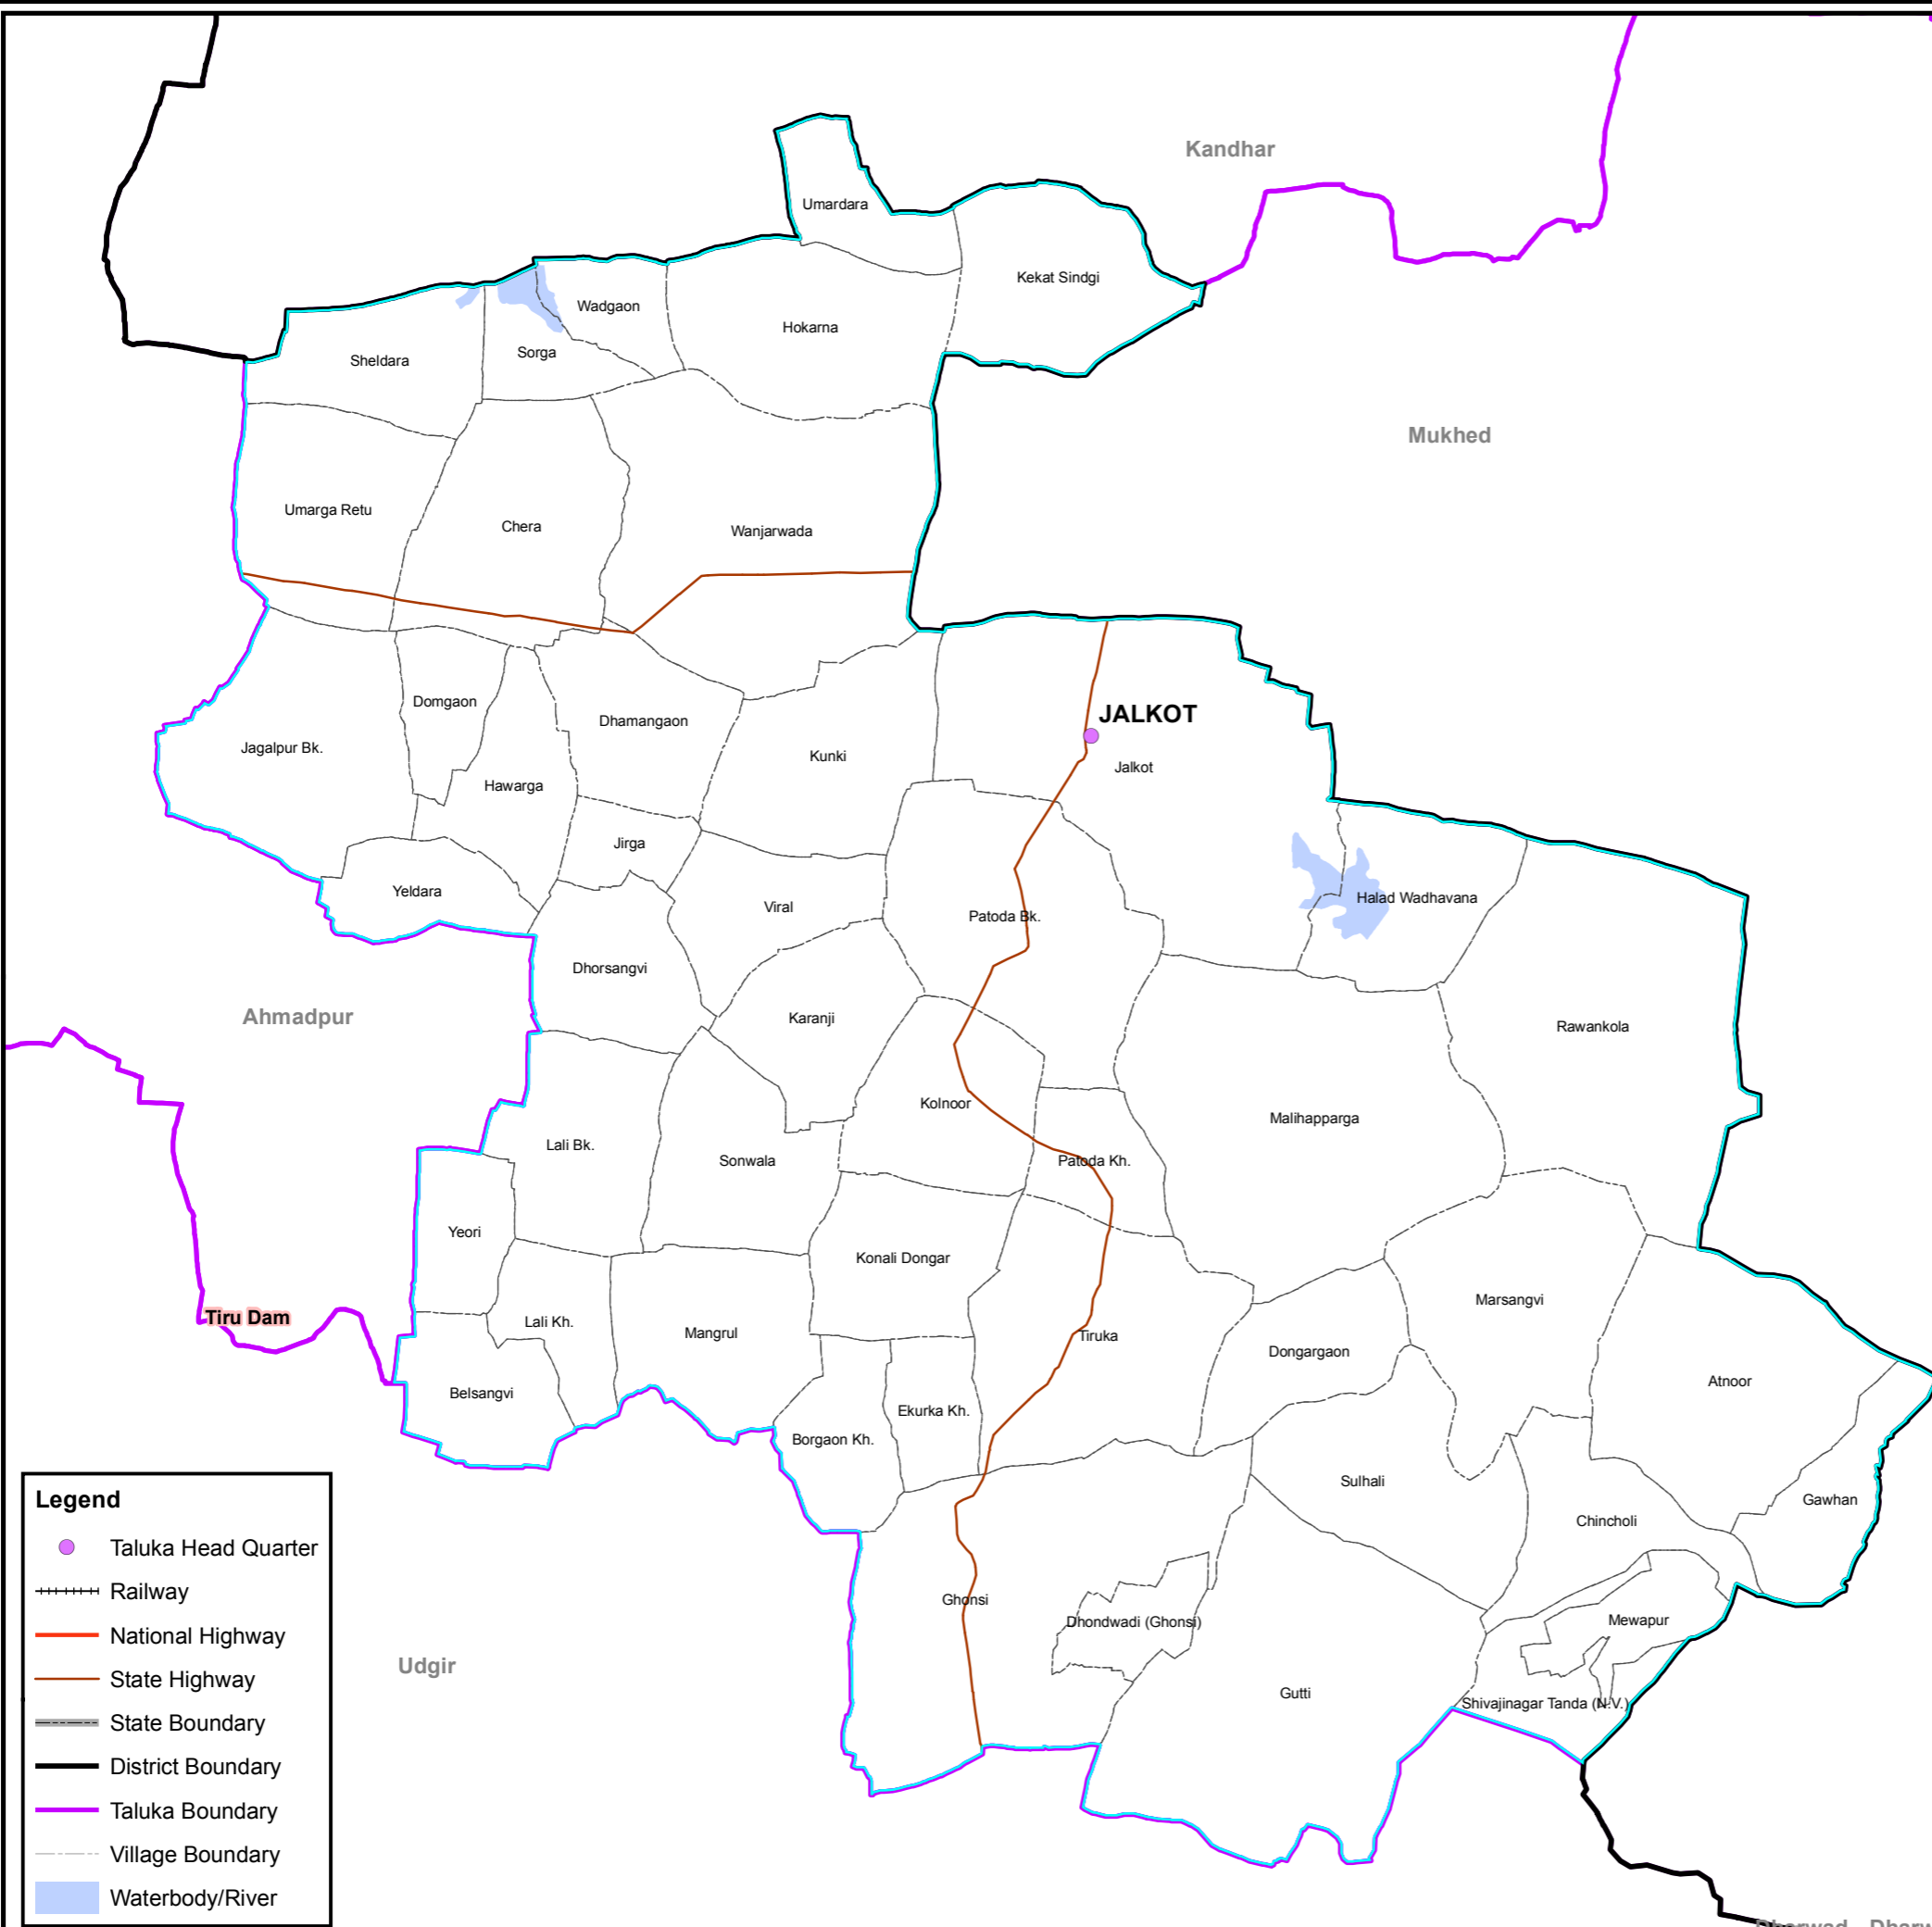 Kandhar
Umardara
Kekat Sindgi
Wadgaon
Hokarna
Sorga
Sheldara
Mukhed
Umarga Retu
Chera
Wanjarwada
Domgaon
Dhamangaon
JALKOT
Jagalpur Bk.
Kunki
Jalkot
Hawarga
Jirga
Yeldara
Viral
Patoda Bk.
Halad Wadhavana
Dhorsangvi
Ahmadpur
Karanji
Rawankola
Kolnoor
Malihapparga
Lali Bk.
Sonwala
Patoda Kh.
Yeori
Konali Dongar
Marsangvi
Tiru Dam
Lali Kh.
Mangrul
Tiruka
Dongargaon
Atnoor
Belsangvi
Ekurka Kh.
Borgaon Kh.
Sulhali
Gawhan
Chincholi
Ghonsi
Dhondwadi (Ghonsi)
Mewapur
Udgir
Gutti
Shivajinagar Tanda (N.V.)
Legend
Taluka Head Quarter
Railway
National Highway
State Highway
State Boundary
District Boundary
Taluka Boundary
Village Boundary
Waterbody/River